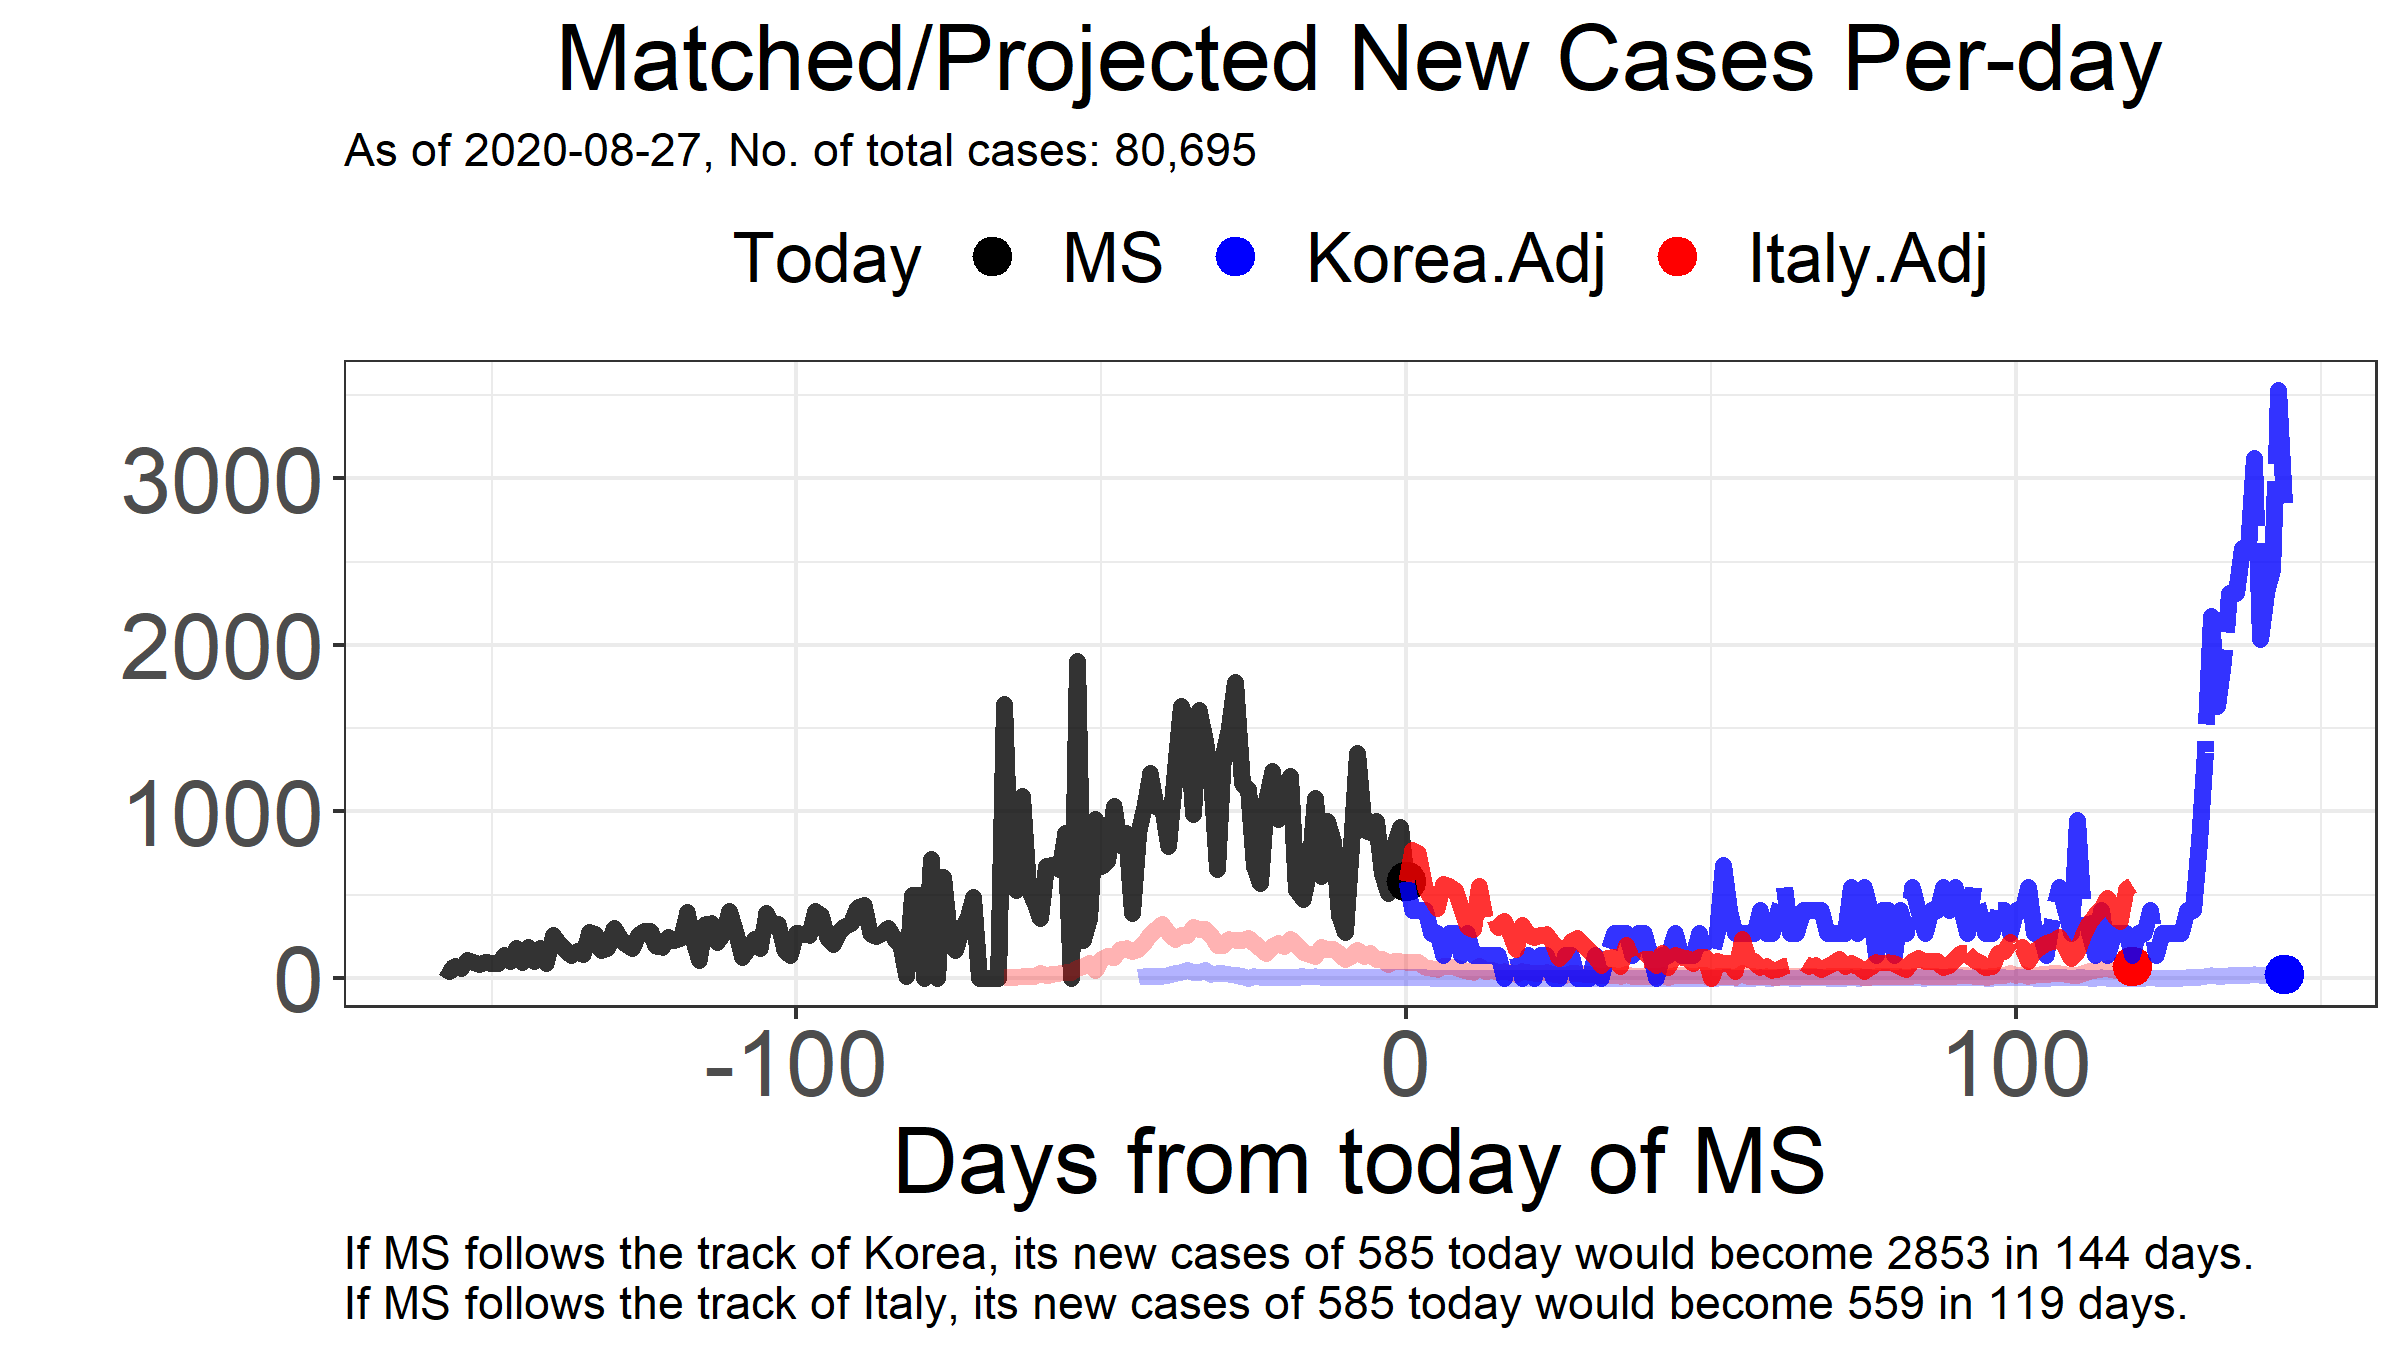 Matched/Projected New Cases Per-day
As of 2020-08-27, No. of total cases: 80,695
Today MS Korea.Adj Italy.Adj
3000
2000
1000
0
-100 0 100
Days from today of MS
If MS follows the track of Korea, its new cases of 585 today would become 2853 in 144 days.
If MS follows the track of Italy, its new cases of 585 today would become 559 in 119 days.